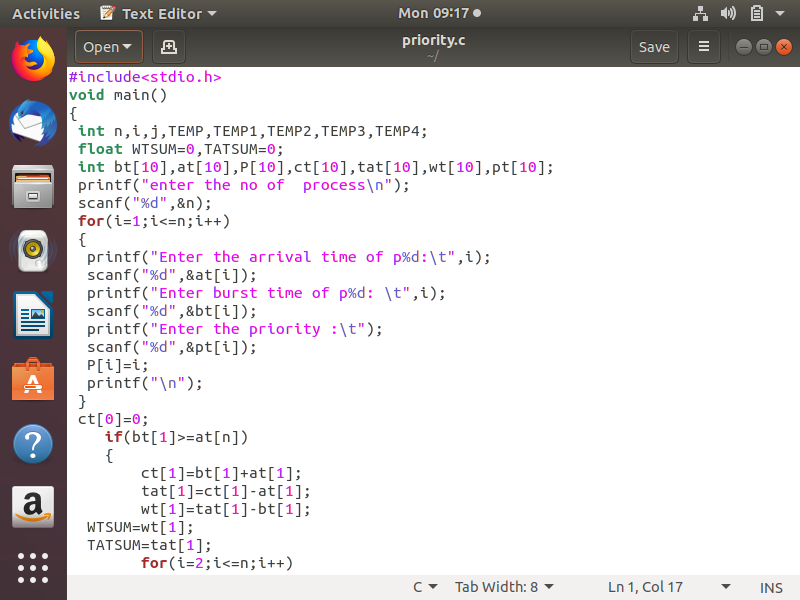 Activities Text Editor Mon 09:17
Open priority.c Save
~/
#include<stdio.h>
void main()
{
 int n,i,j,TEMP,TEMP1,TEMP2,TEMP3,TEMP4;
 float WTSUM=0,TATSUM=0;
 int bt[10],at[10],P[10],ct[10],tat[10],wt[10],pt[10];
 printf("enter the no of  process\n");
 scanf("%d",&n);
 for(i=1;i<=n;i++)
 {
  printf("Enter the arrival time of p%d:\t",i);
  scanf("%d",&at[i]);
  printf("Enter burst time of p%d: \t",i);
  scanf("%d",&bt[i]);
  printf("Enter the priority :\t");
  scanf("%d",&pt[i]);
  P[i]=i;
  printf("\n");
 }
 ct[0]=0;
    if(bt[1]>=at[n])
    {
        ct[1]=bt[1]+at[1];
        tat[1]=ct[1]-at[1];
        wt[1]=tat[1]-bt[1];
  WTSUM=wt[1];
  TATSUM=tat[1];
        for(i=2;i<=n;i++)
C Tab Width: 8 Ln 1, Col 17 INS